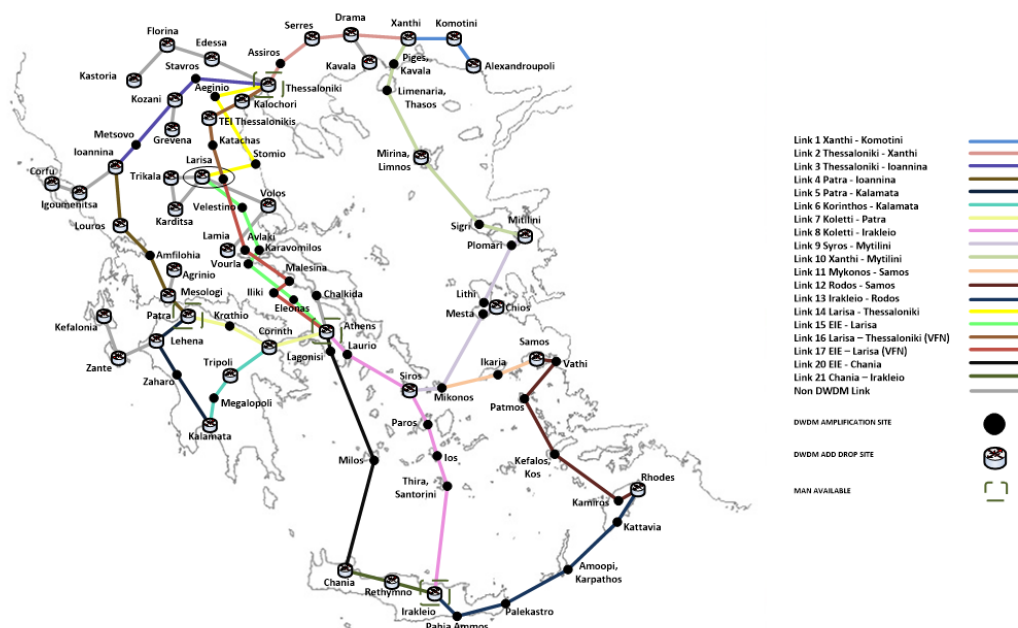 Florina
Edessa
Serres
Drama
Xanthi
Komotini
Kastoria
Stavros
Assiros
Kavala
Piges,
Kavala
Alexandroupoli
Aeginio
Thessaloniki
Limenaria,
Thasos
Kozani
Kalochori
TEI Thessalonikis
Grevena
Metsovo
Katachas
Ioannina
Larisa
Stomio
Mirina,
Limnos
Corfu
Trikala
Igoumenitsa
Karditsa
Velestino
Volos
Louros
Lamia
Avlaki
Karavomilos
Sigri
Mitilini
Plomari
Amfilohia
Vourla
Malesina
Agrinio
Iliki
Eleonas
Chalkida
Mesologi
Lithi
Mesta
Chios
Kefalonia
Patra
Krathio
Corinth
Athens
Lehena
Lagonisi
Laurio
Zante
Tripoli
Zaharo
Megalopoli
Kalamata
Siros
Mikonos
Ikaria
Samos
Vathi
Paros
Patmos
Milos
Ios
Thira,
Santorini
Kefalos,
Kos
Rhodes
Kamiros
Kattavia
Chania
Rethymno
Irakleio
Pahia Ammos
Palekastro
Amoopi,
Karpathos
Link 1 Xanthi - Komotini
Link 2 Thessaloniki - Xanthi
Link 3 Thessaloniki - Ioannina
Link 4 Patra - Ioannina
Link 5 Patra - Kalamata
Link 6 Korinthos - Kalamata
Link 7 Koletti - Patra
Link 8 Koletti - Irakleio
Link 9 Syros - Mytilini
Link 10 Xanthi - Mytilini
Link 11 Mykonos - Samos
Link 12 Rodos - Samos
Link 13 Irakleio - Rodos
Link 14 Larisa - Thessaloniki
Link 15 EIE - Larisa
Link 16 Larisa – Thessaloniki (VFN)
Link 17 EIE – Larisa (VFN)
Link 20 EIE - Chania
Link 21 Chania – Irakleio
Non DWDM Link
DWDM AMPLIFICATION SITE
DWDM ADD DROP SITE
MAN AVAILABLE